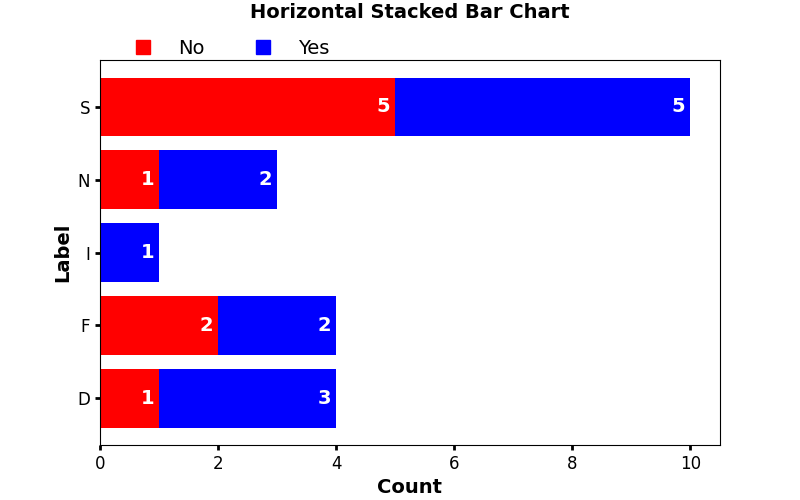 Horizontal Stacked Bar Chart
No Yes
S 5 5
N 1 2
I 1
F 2 2
D 1 3
Label
0 2 4 6 8 10
Count